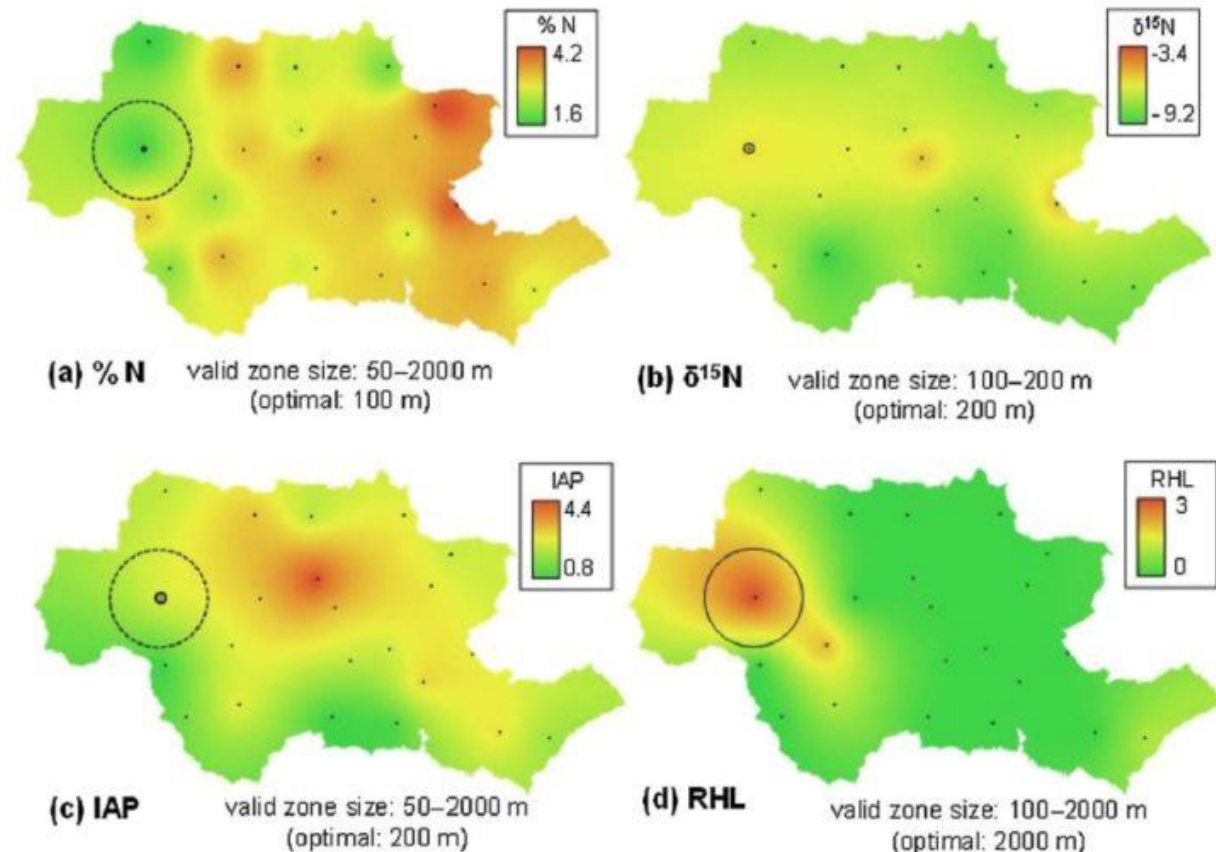 % N
4.2
1.6
(a) % N
valid zone size: 50–2000 m
(optimal: 100 m)
δ¹⁵N
-3.4
-9.2
(b) δ¹⁵N
valid zone size: 100–200 m
(optimal: 200 m)
IAP
4.4
0.8
(c) IAP
valid zone size: 50–2000 m
(optimal: 200 m)
RHL
3
0
(d) RHL
valid zone size: 100–2000 m
(optimal: 2000 m)